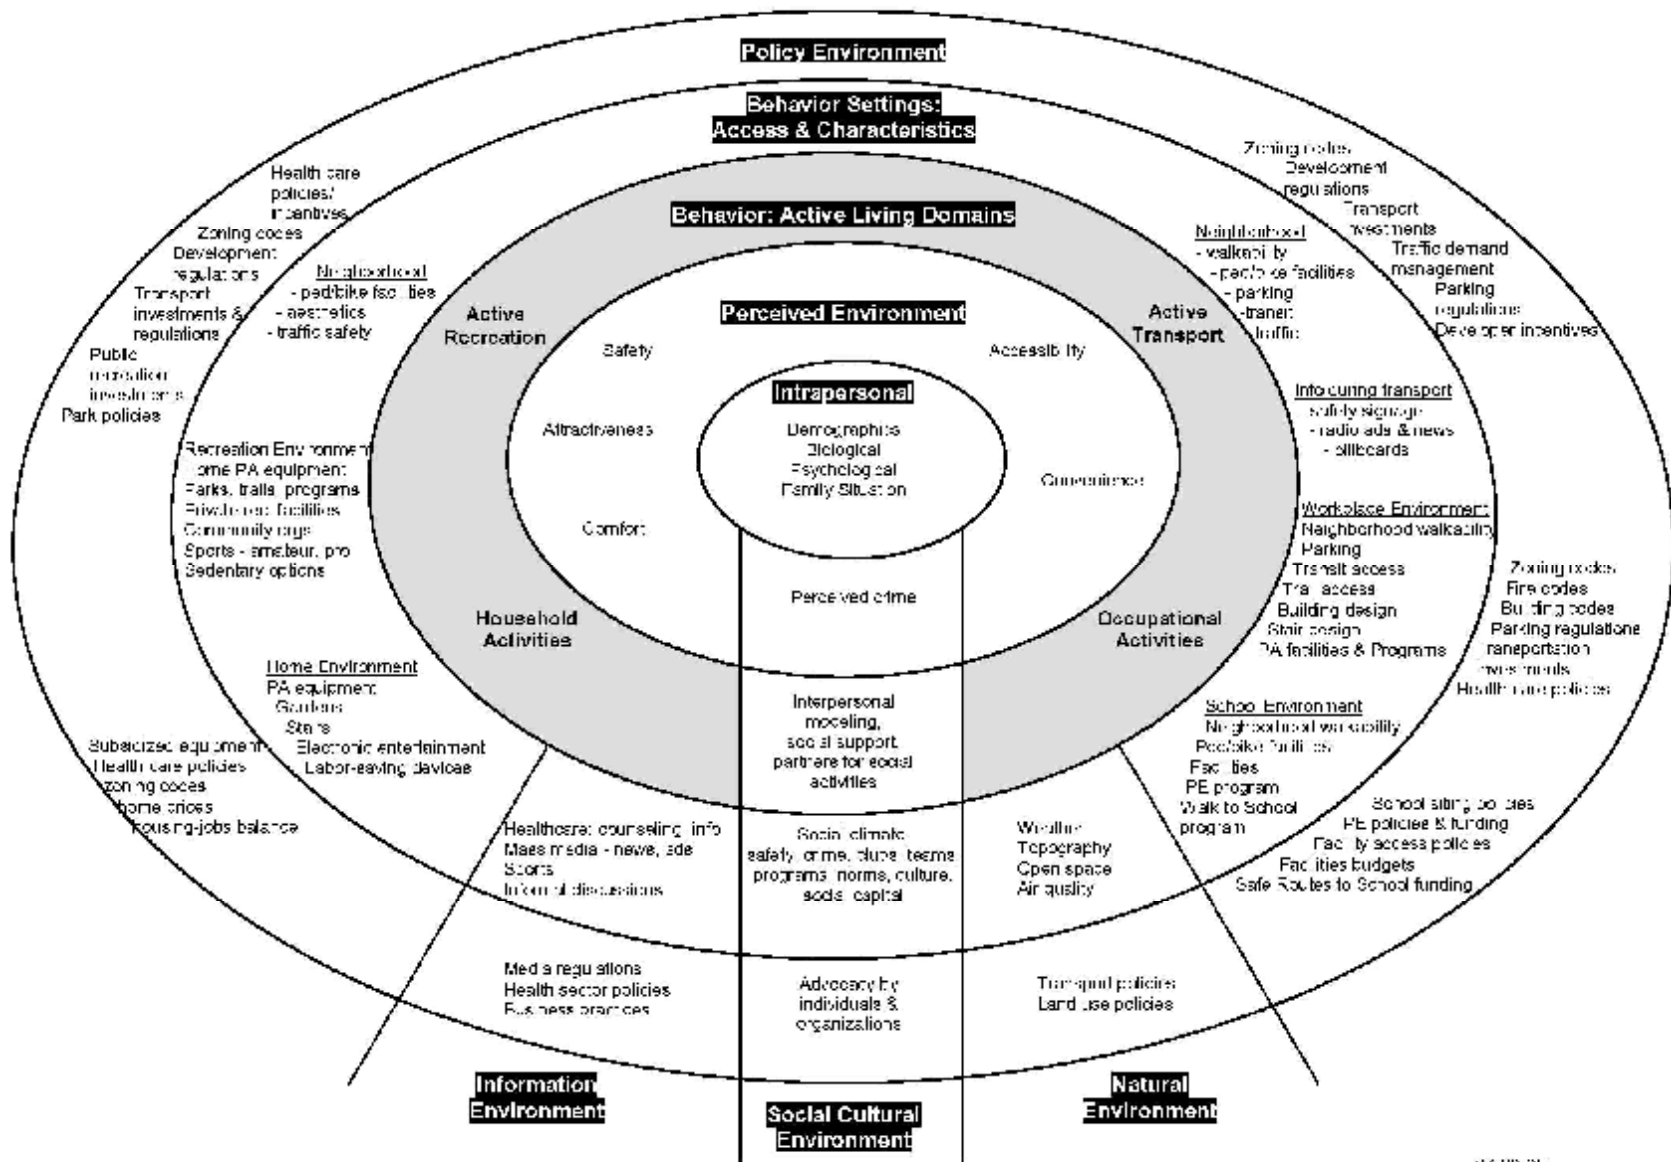 Policy Environment
Behavior Settings:
Access & Characteristics
Behavior: Active Living Domains
Perceived Environment
Intrapersonal
Demographics
Biological
Psychological
Family Situation
Safety
Accessibility
Attractiveness
Convenience
Comfort
Perceived crime
Active
Recreation
Active
Transport
Household
Activities
Occupational
Activities
Interpersonal
modeling,
social support,
partners for social
activities
Health care
policies/
incentives
Zoning codes
Development
regulations
Transport
investments &
regulations
Public
recreation
investments
Park policies
Neighborhood
- ped/bike facilities
- aesthetics
- traffic safety
Recreation Environment
Home PA equipment
Parks, trails, programs
Private rec. facilities
Community orgs
Sports - amateur, pro
Sedentary options
Home Environment
PA equipment
Gardens
Stairs
Electronic entertainment
Labor-saving devices
Subsidized equipment
Health care policies
zoning codes
home prices
housing-jobs balance
Zoning codes
Development
regulations
Transport
investments
Traffic demand
management
Parking
regulations
Developer incentives
Neighborhood
- walkability
- ped/bike facilities
- parking
-transit
traffic
Info during transport
safety signage
- radio ads & news
- billboards
Workplace Environment
Neighborhood walkability
Parking
Transit access
Trail access
Building design
Stair design
PA facilities & Programs
Zoning codes
Fire codes
Building codes
Parking regulations
Transportation
investments
Health care policies
School Environment
Neighborhood walkability
Ped/bike facilities
Facilities
PE program
Walk to School
program
School siting policies
PE policies & funding
Facility access policies
Facilities budgets
Safe Routes to School funding
Healthcare: counseling, info
Mass media - news, ads
Sports
Informal discussions
Social climate
safety, crime, clubs, teams
programs, norms, culture,
social capital
Weather
Topography
Open space
Air quality
Media regulations
Health sector policies
Business practices
Advocacy by
individuals &
organizations
Transport policies
Land use policies
Information
Environment
Social Cultural
Environment
Natural
Environment